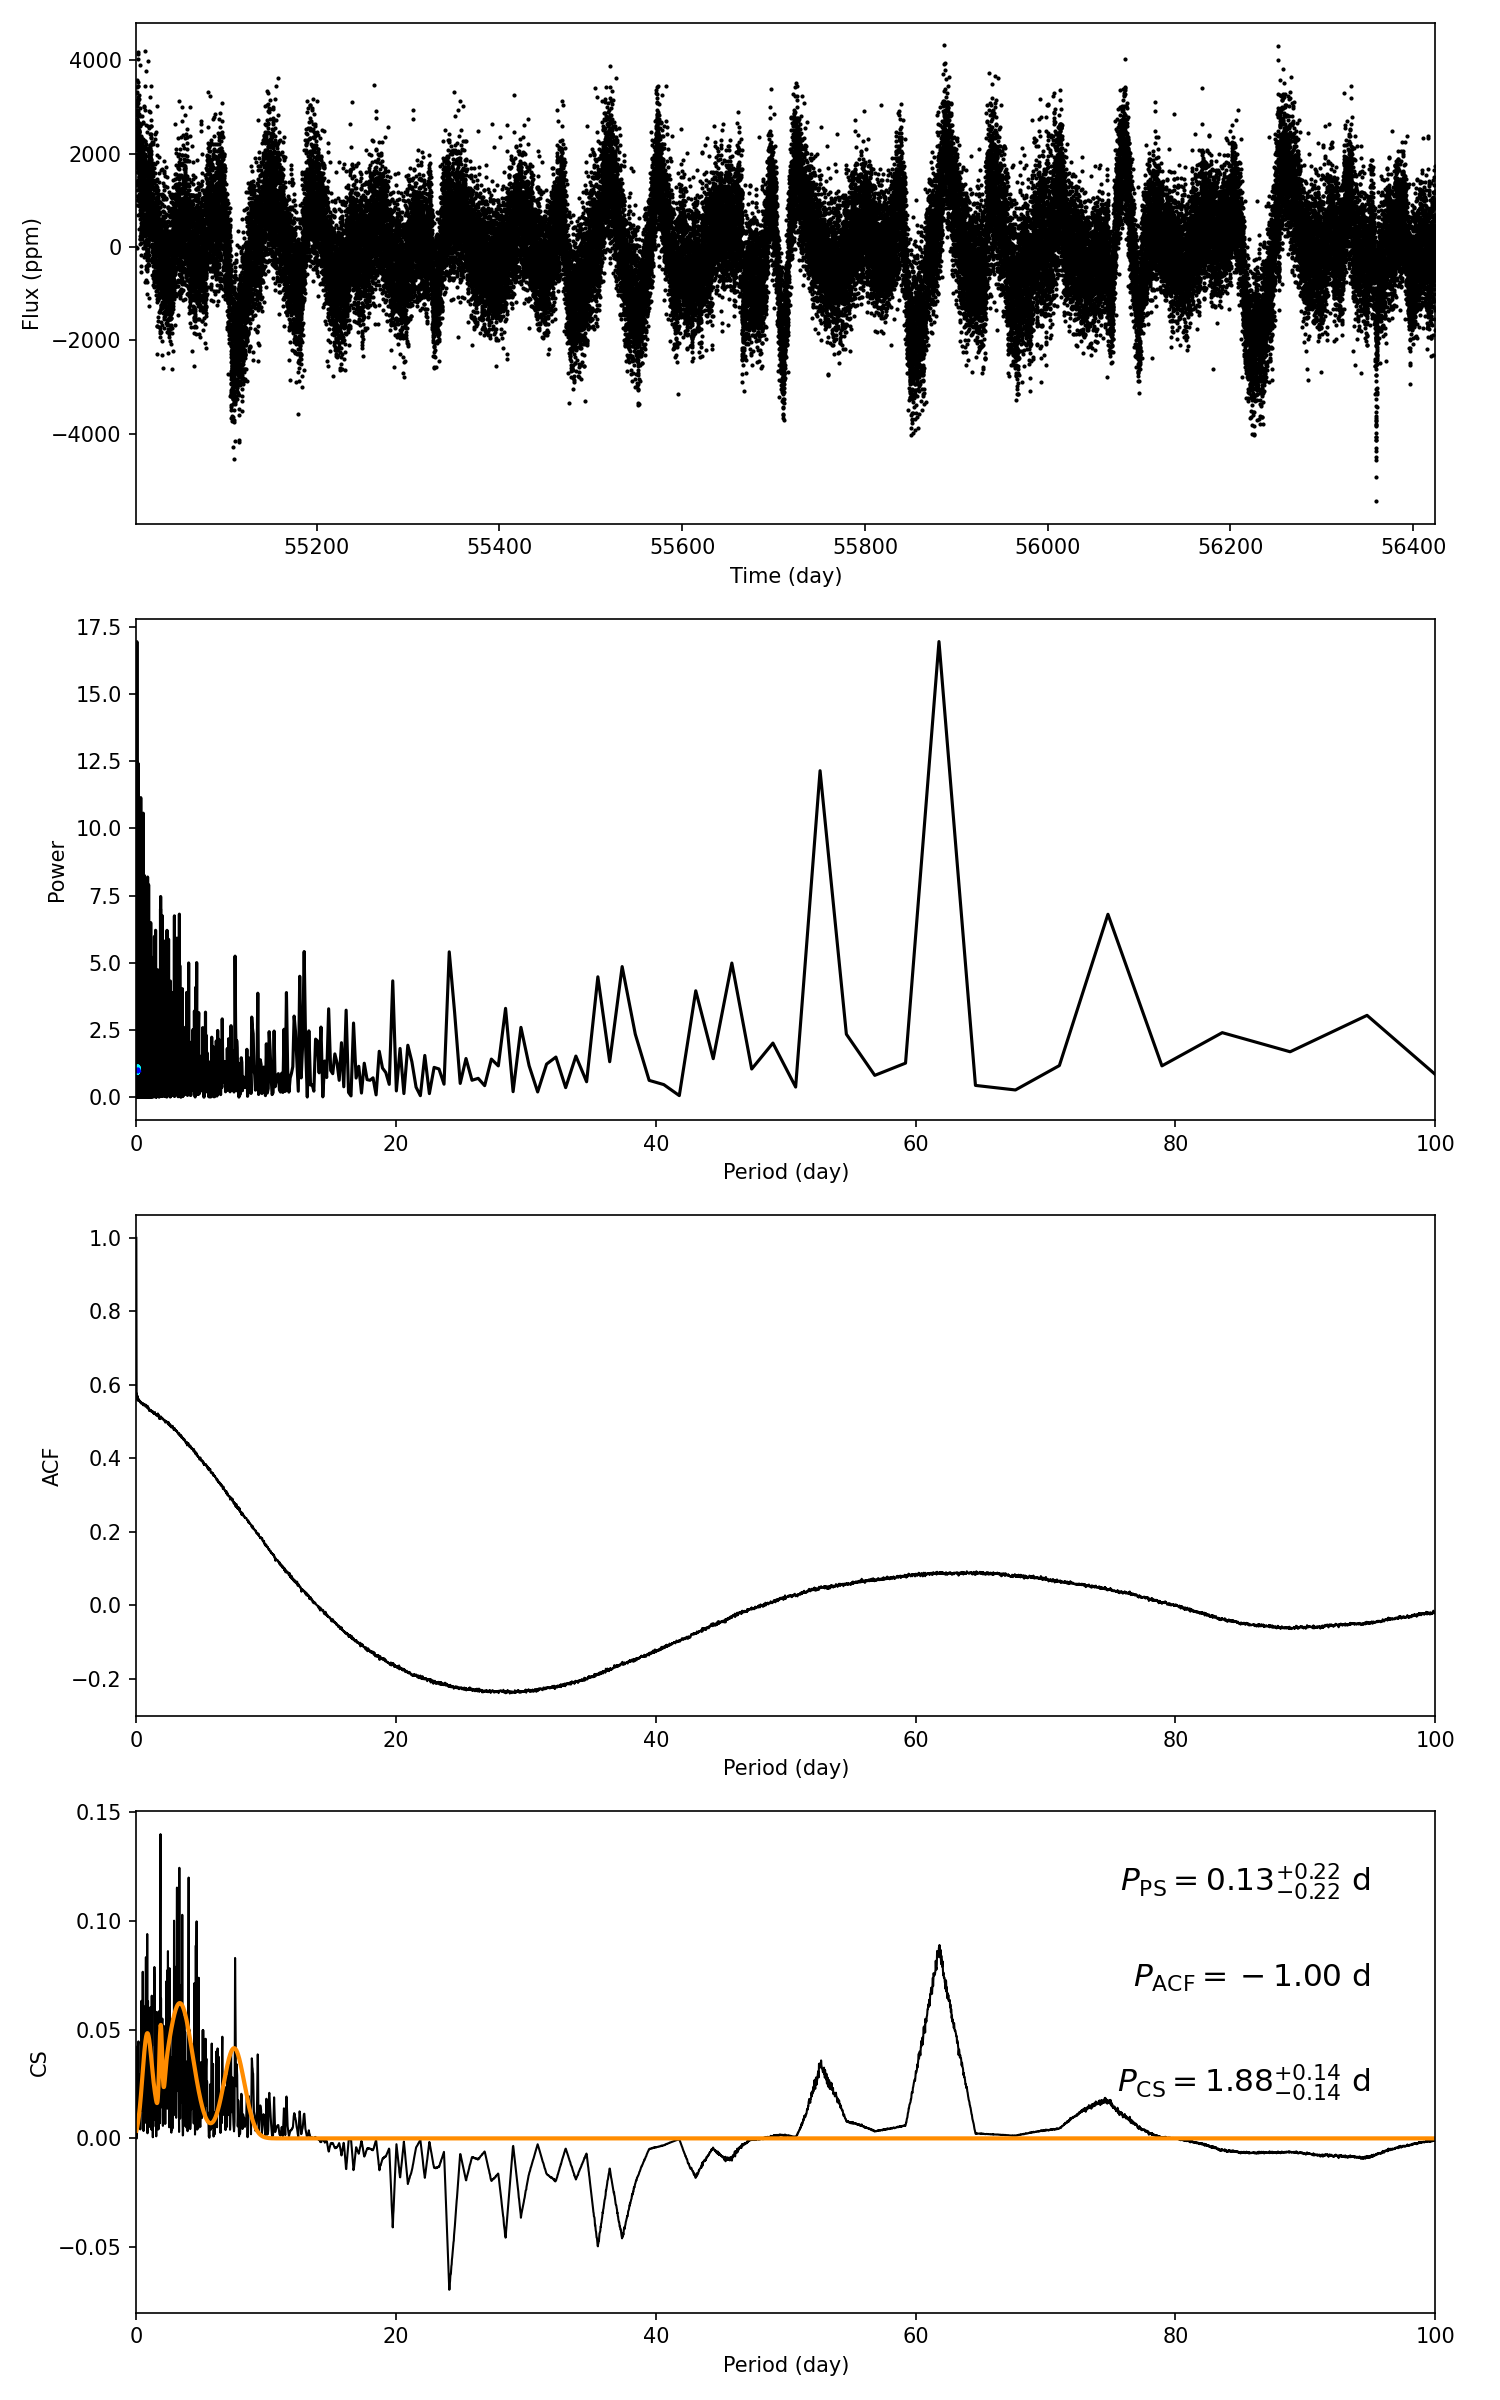 4000
2000
0
−2000
−4000
Flux (ppm)
55200 55400 55600 55800 56000 56200 56400
Time (day)
17.5
15.0
12.5
10.0
7.5
5.0
2.5
0.0
Power
0 20 40 60 80 100
Period (day)
1.0
0.8
0.6
0.4
0.2
0.0
−0.2
ACF
0 20 40 60 80 100
Period (day)
0.15
0.10
0.05
0.00
−0.05
CS
P_PS = 0.13^{+0.22}_{−0.22} d
P_ACF = −1.00 d
P_CS = 1.88^{+0.14}_{−0.14} d
0 20 40 60 80 100
Period (day)